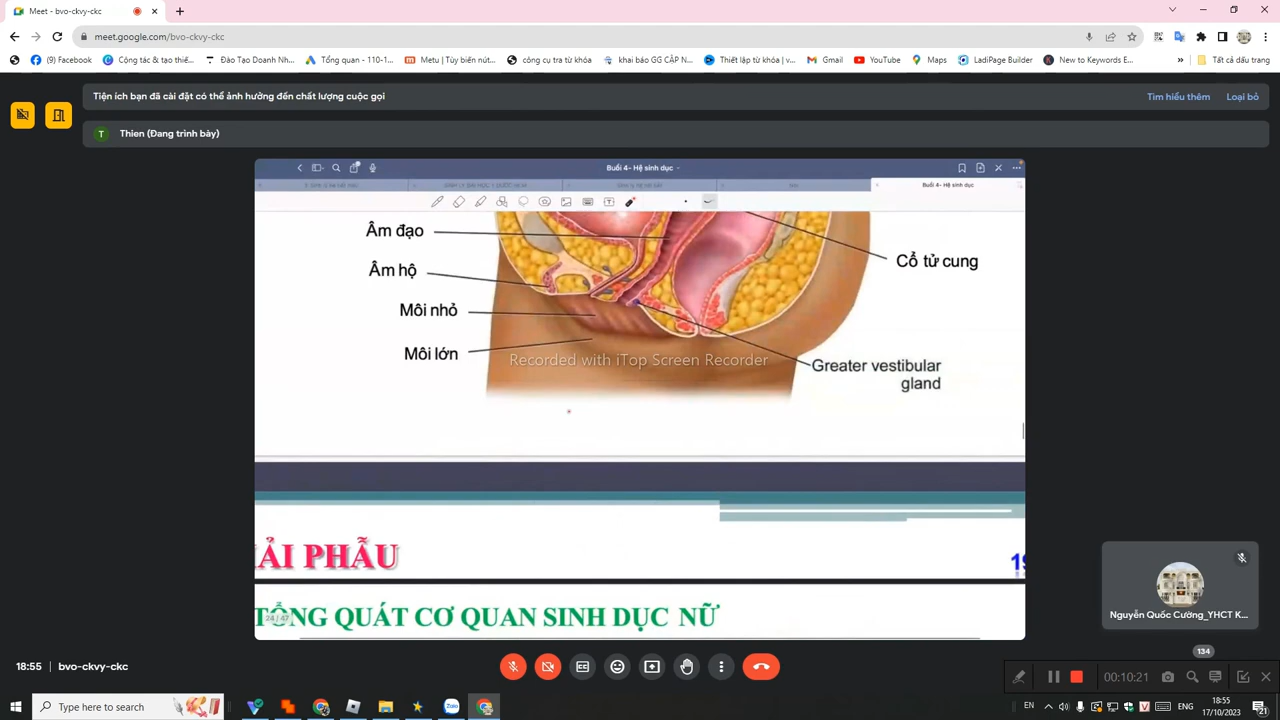 Meet - bvo-ckvy-ckc
meet.google.com/bvo-ckvy-ckc
(9) Facebook
Công tác & tạo thiế...
Đào Tạo Doanh Nh...
Tổng quan - 110-1...
Metu | Tùy biến nút...
công cụ tra từ khóa
khai báo GG CẤP N...
Thiết lập từ khóa | v...
Gmail
YouTube
Maps
LadiPage Builder
New to Keywords E...
»
Tất cả dấu trang
Tiện ích bạn đã cài đặt có thể ảnh hưởng đến chất lượng cuộc gọi
Tìm hiểu thêm
Loại bỏ
T
Thien (Đang trình bày)
Buổi 4- Hệ sinh dục
Buổi 4- Hệ sinh dục
Âm đạo
Âm hộ
Môi nhỏ
Môi lớn
Cổ tử cung
Recorded with iTop Screen Recorder
Greater vestibular
gland
ẢI PHẪU
19
TỔNG QUÁT CƠ QUAN SINH DỤC NỮ
24 / 47
Nguyễn Quốc Cường_YHCT K...
134
18:55
bvo-ckvy-ckc
00:10:21
Type here to search
EN
18:55
17/10/2023
21